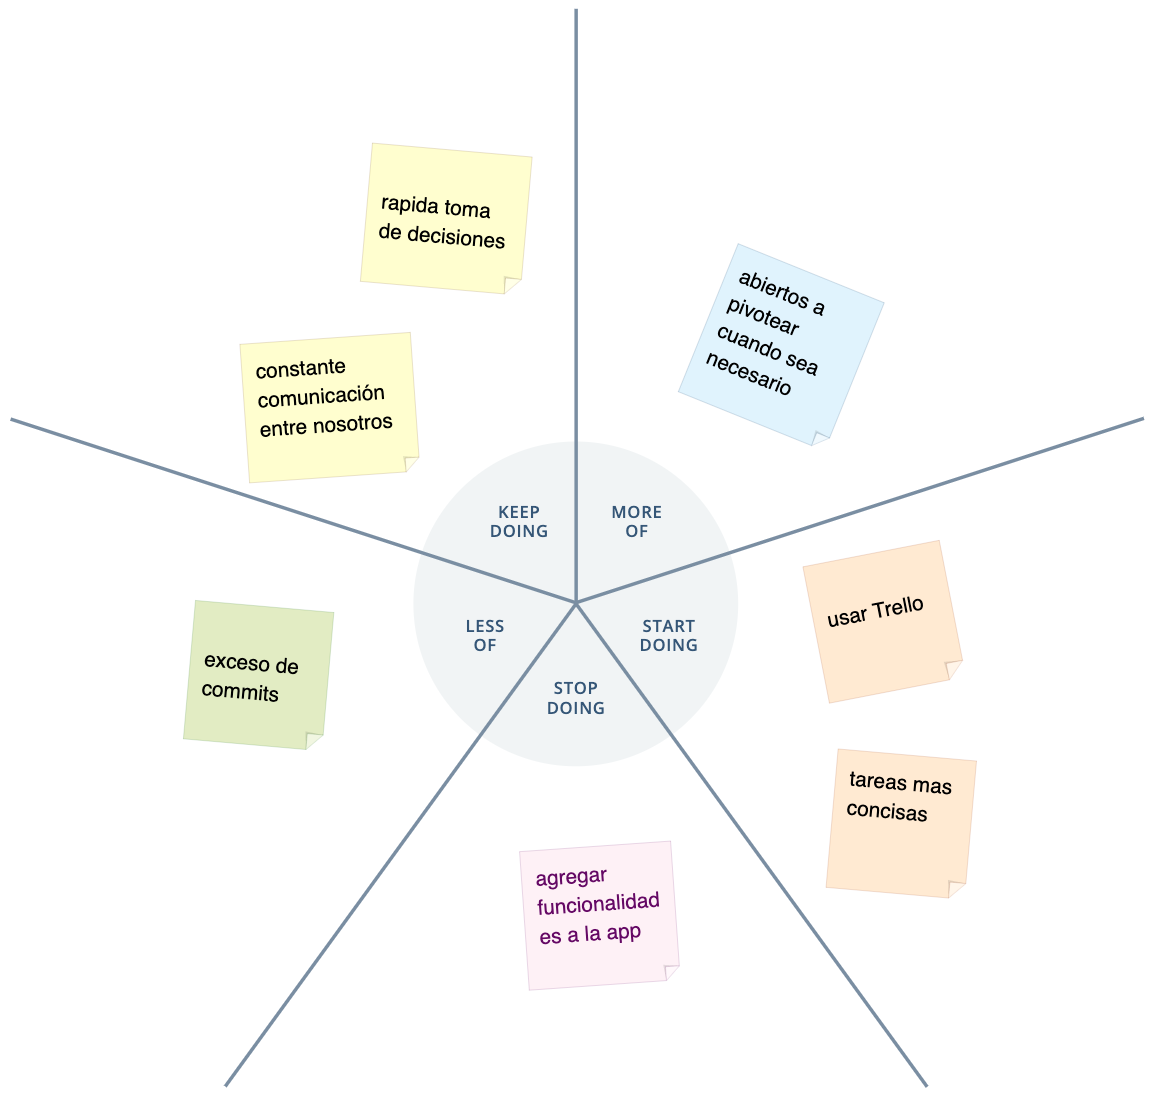 rapida toma
de decisiones
constante
comunicación
entre nosotros
abiertos a
pivotear
cuando sea
necesario
KEEP
DOING
MORE
OF
LESS
OF
START
DOING
STOP
DOING
usar Trello
exceso de
commits
tareas mas
concisas
agregar
funcionalidad
es a la app